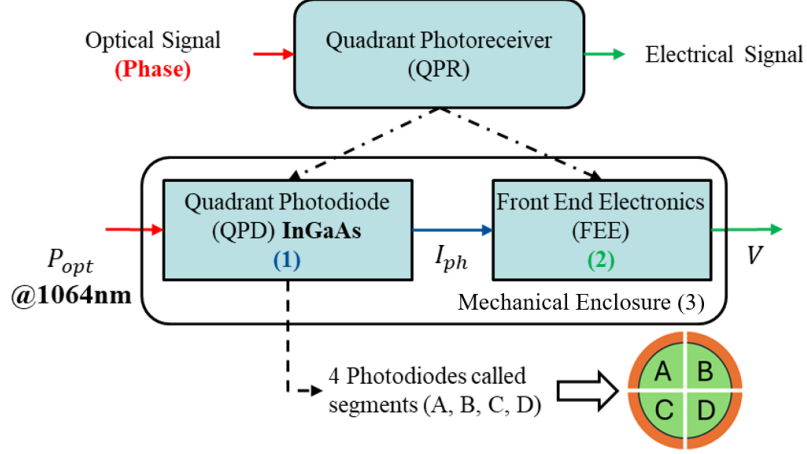 Optical Signal
(Phase)
Quadrant Photoreceiver
(QPR)
Electrical Signal
Quadrant Photodiode
(QPD) InGaAs
(1)
Front End Electronics
(FEE)
(2)
P_opt
@1064nm
I_ph
V
Mechanical Enclosure (3)
4 Photodiodes called
segments (A, B, C, D)
A B
C D